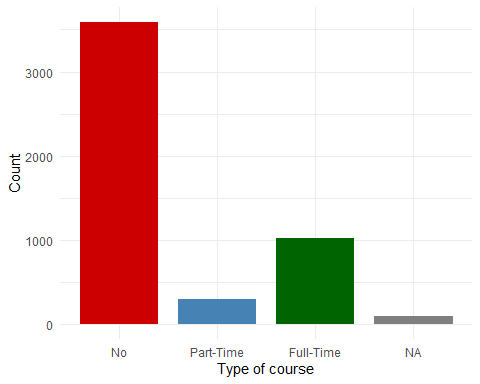 Count
3000
2000
1000
0
No Part-Time Full-Time NA
Type of course